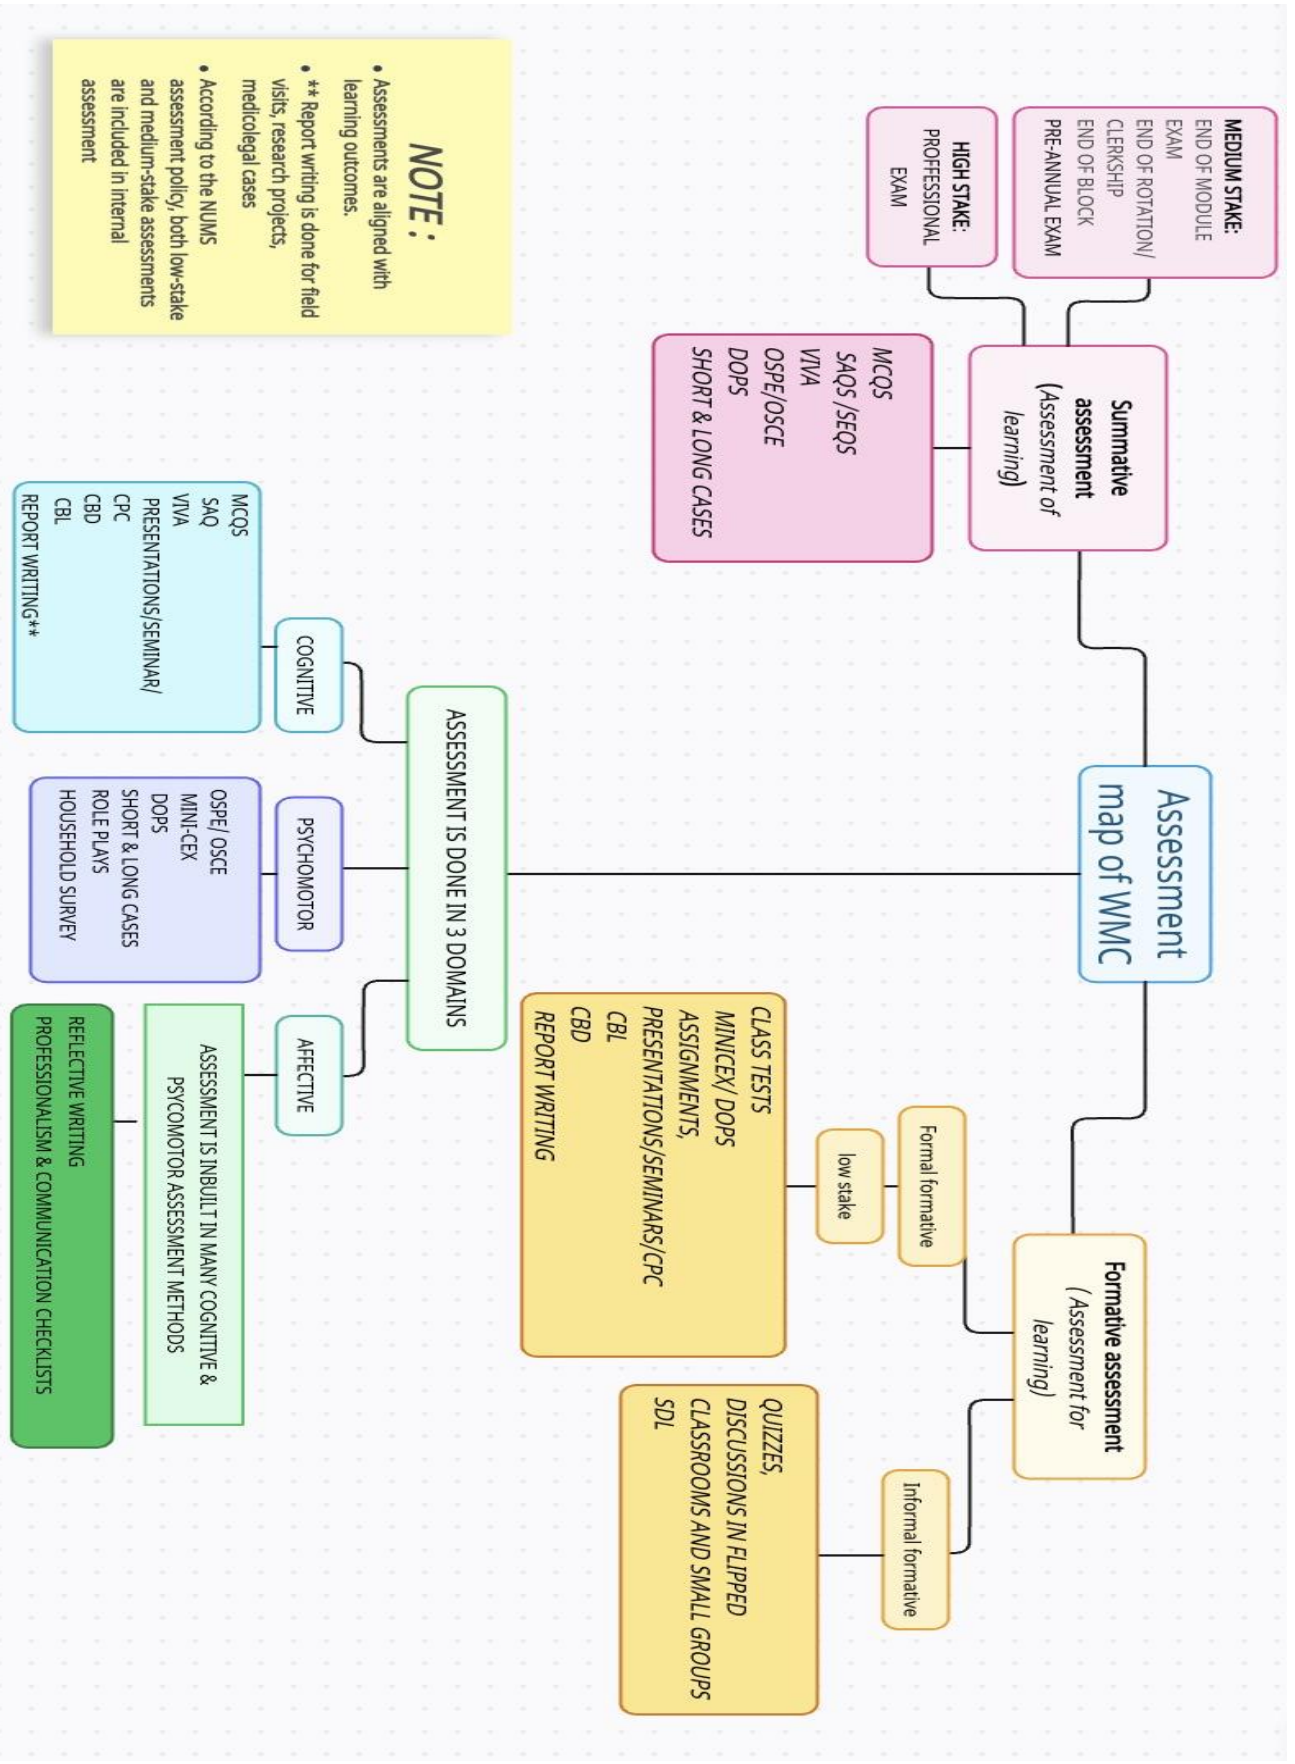 Assessment
map of WMC
Summative
assessment
(Assessment of
learning)
MEDIUM STAKE:
END OF MODULE
EXAM
END OF ROTATION/
CLERKSHIP
END OF BLOCK
PRE-ANNUAL EXAM
HIGH STAKE:
PROFFESSIONAL
EXAM
MCQS
SAQS /SEQS
VIVA
OSPE/OSCE
DOPS
SHORT & LONG CASES
Formative assessment
( Assessment for
learning)
Formal formative
low stake
CLASS TESTS
MINICEX/ DOPS
ASSIGNMENTS,
PRESENTATIONS/SEMINARS/CPC
CBL
CBD
REPORT WRITING
Informal formative
QUIZZES,
DISCUSSIONS IN FLIPPED
CLASSROOMS AND SMALL GROUPS
SDL
ASSESSMENT IS DONE IN 3 DOMAINS
COGNITIVE
MCQS
SAQ
VIVA
PRESENTATIONS/SEMINAR/
CPC
CBD
CBL
REPORT WRITING**
PSYCHOMOTOR
OSPE/ OSCE
MINI-CEX
DOPS
SHORT & LONG CASES
ROLE PLAYS
HOUSEHOLD SURVEY
AFFECTIVE
ASSESSMENT IS INBUILT IN MANY COGNITIVE &
PSYCOMOTOR ASSESSMENT METHODS
REFLECTIVE WRITING
PROFESSIONALISM & COMMUNICATION CHECKLISTS
NOTE :
• Assessments are aligned with
learning outcomes.
• ** Report writing is done for field
visits, research projects,
medicolegal cases
• According to the NUMS
assessment policy, both low-stake
and medium-stake assessments
are included in internal
assessment